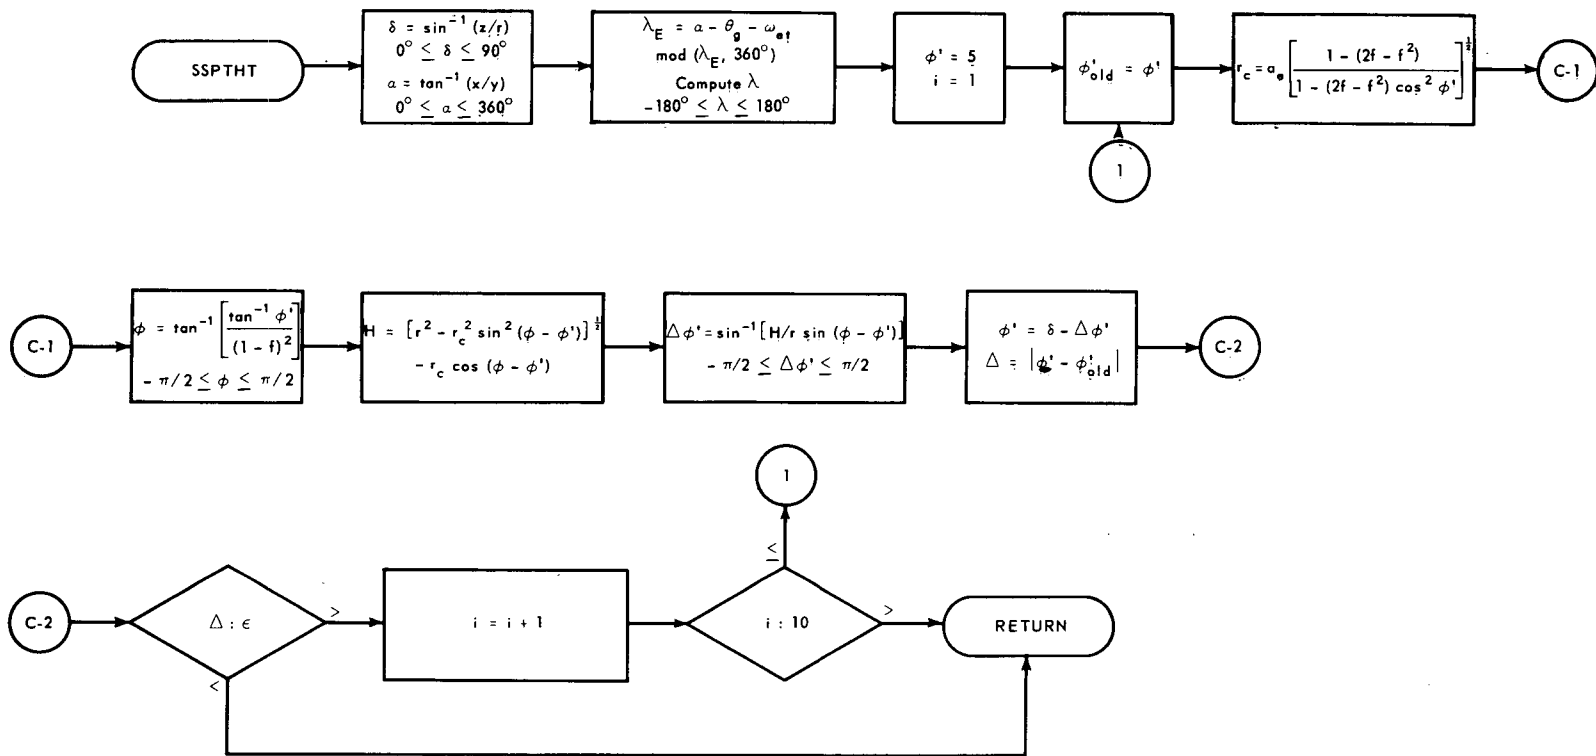 SSPTHT
δ = sin⁻¹ (z/r)
0° ≤ δ ≤ 90°
α = tan⁻¹ (x/y)
0° ≤ α ≤ 360°
λ_E = α − θ_g − ω_et
mod (λ_E, 360°)
Compute λ
−180° ≤ λ ≤ 180°
ϕ' = 5
i = 1
ϕ'_old = ϕ'
1
r_c = a_e [ (1 − (2f − f²)) / (1 − (2f − f²) cos² ϕ') ]^½
C-1
C-1
ϕ = tan⁻¹ [ (tan⁻¹ ϕ') / (1 − f)² ]
− π/2 ≤ ϕ ≤ π/2
H = [r² − r_c² sin² (ϕ − ϕ')]^½
− r_c cos (ϕ − ϕ')
Δϕ' = sin⁻¹ [H/r sin (ϕ − ϕ')]
− π/2 ≤ Δϕ' ≤ π/2
ϕ' = δ − Δϕ'
Δ = |ϕ' − ϕ'_old|
C-2
1
≤
C-2
Δ : ϵ
>
i = i + 1
i : 10
>
RETURN
<